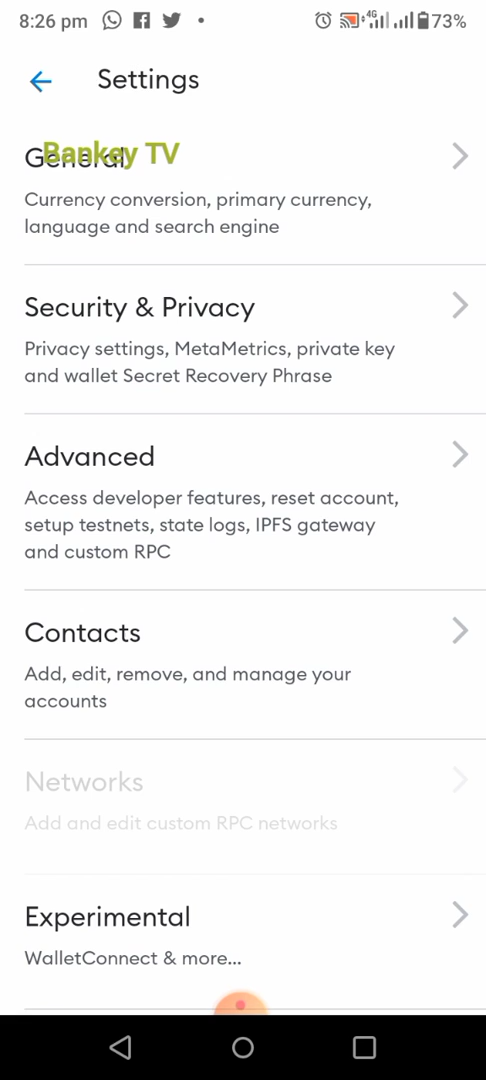 8:26 pm
4G
73%
Settings
General
Bankey TV
Currency conversion, primary currency,
language and search engine
Security & Privacy
Privacy settings, MetaMetrics, private key
and wallet Secret Recovery Phrase
Advanced
Access developer features, reset account,
setup testnets, state logs, IPFS gateway
and custom RPC
Contacts
Add, edit, remove, and manage your
accounts
Networks
Add and edit custom RPC networks
Experimental
WalletConnect & more...